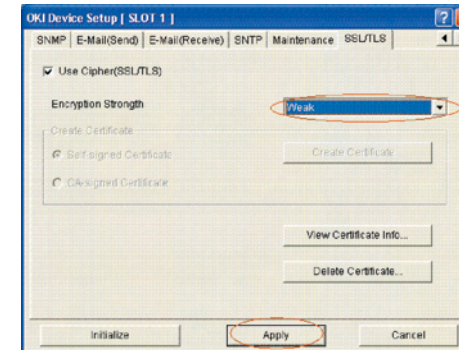 OKI Device Setup [ SLOT 1 ]
SNMP E-Mail(Send) E-Mail(Receive) SNTP Maintenance SSL/TLS
Use Cipher(SSL/TLS)
Encryption Strength Weak
Create Certificate
Self-signed Certificate Create Certificate
CA-signed Certificate
View Certificate Info...
Delete Certificate...
Initialize Apply Cancel